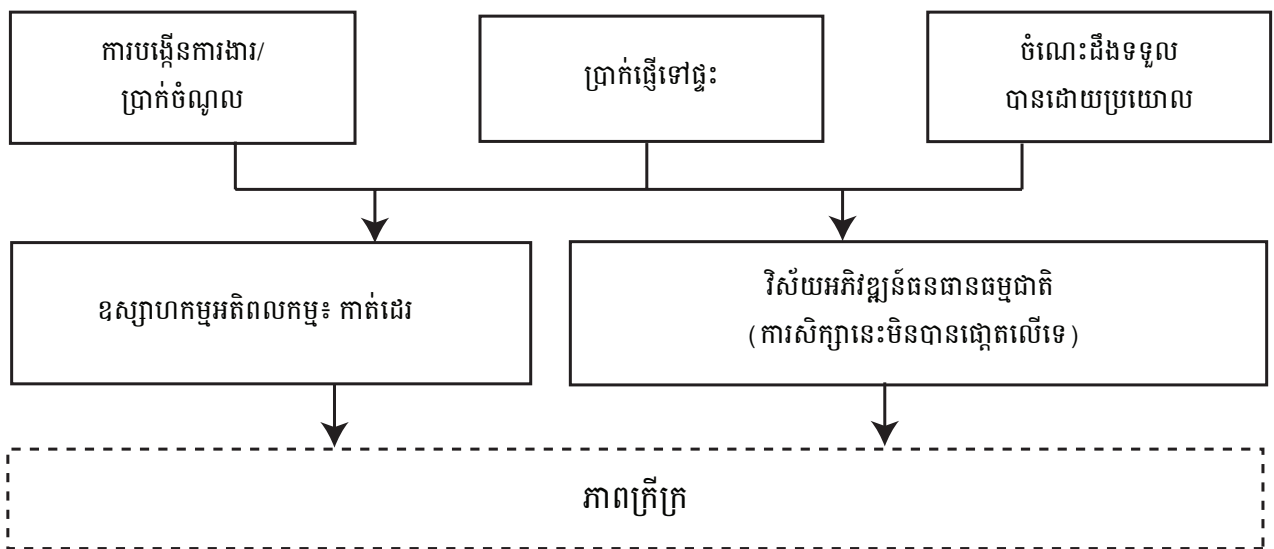 ការបង្កើនការងារ/
ប្រាក់ចំណូល
ប្រាក់ផ្ញើទៅផ្ទះ
ចំណេះដឹងទទួល
បានដោយប្រយោល
ឧស្សាហកម្មអតិពលកម្ម៖ កាត់ដេរ
វិស័យអភិវឌ្ឍន៍ធនធានធម្មជាតិ
(ការសិក្សានេះមិនបានផ្តោតលើទេ)
ភាពក្រីក្រ